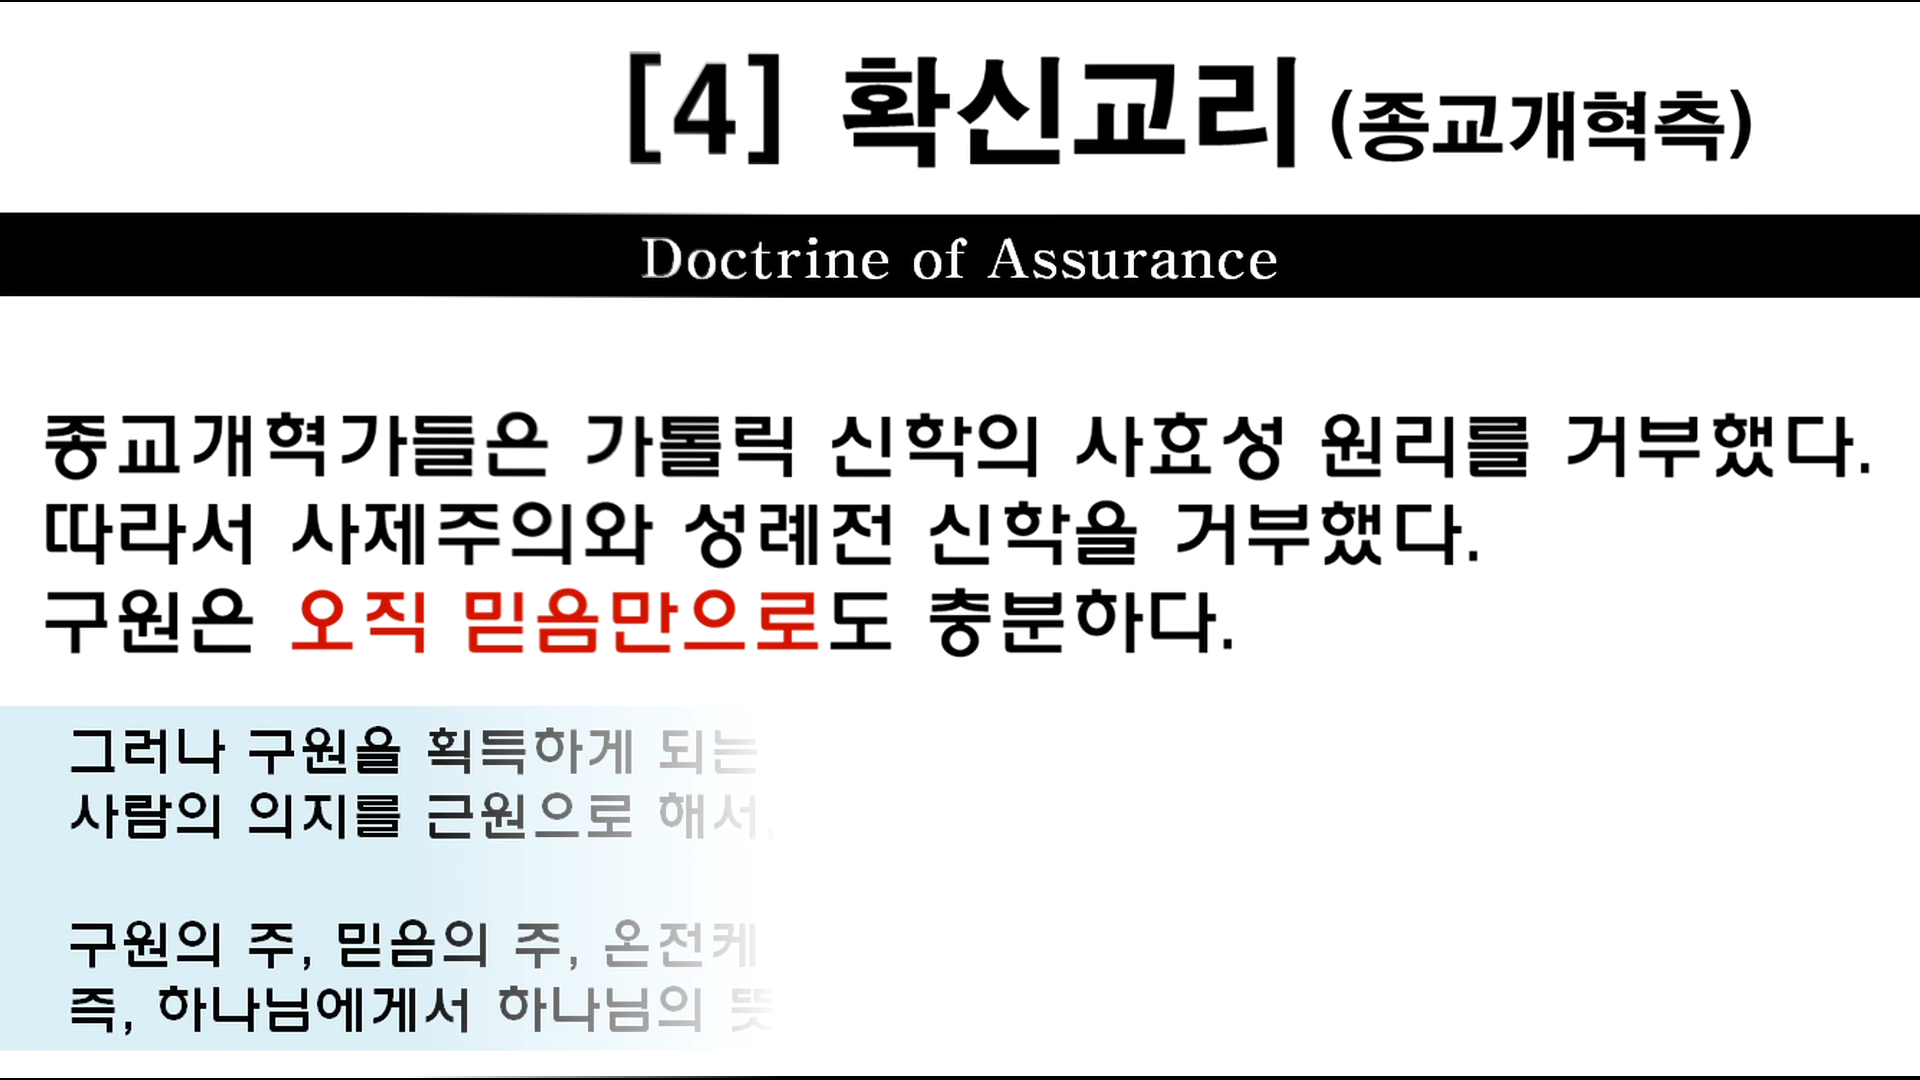 [4] 확신교리 (종교개혁측)
Doctrine of Assurance
종교개혁가들은 가톨릭 신학의 사효성 원리를 거부했다.
따라서 사제주의와 성례전 신학을 거부했다.
구원은 오직 믿음만으로도 충분하다.
그러나 구원을 획득하게 되는
사람의 의지를 근원으로 해서,
구원의 주, 믿음의 주, 온전케
즉, 하나님에게서 하나님의 뜻